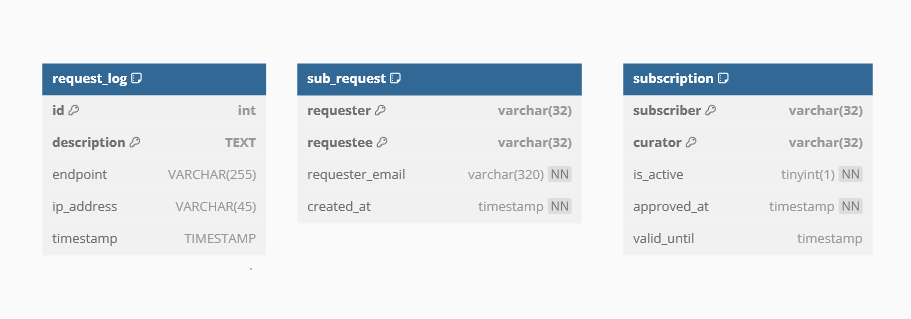 request_log
id int
description TEXT
endpoint VARCHAR(255)
ip_address VARCHAR(45)
timestamp TIMESTAMP
sub_request
requester varchar(32)
requestee varchar(32)
requester_email varchar(320) NN
created_at timestamp NN
subscription
subscriber varchar(32)
curator varchar(32)
is_active tinyint(1) NN
approved_at timestamp NN
valid_until timestamp